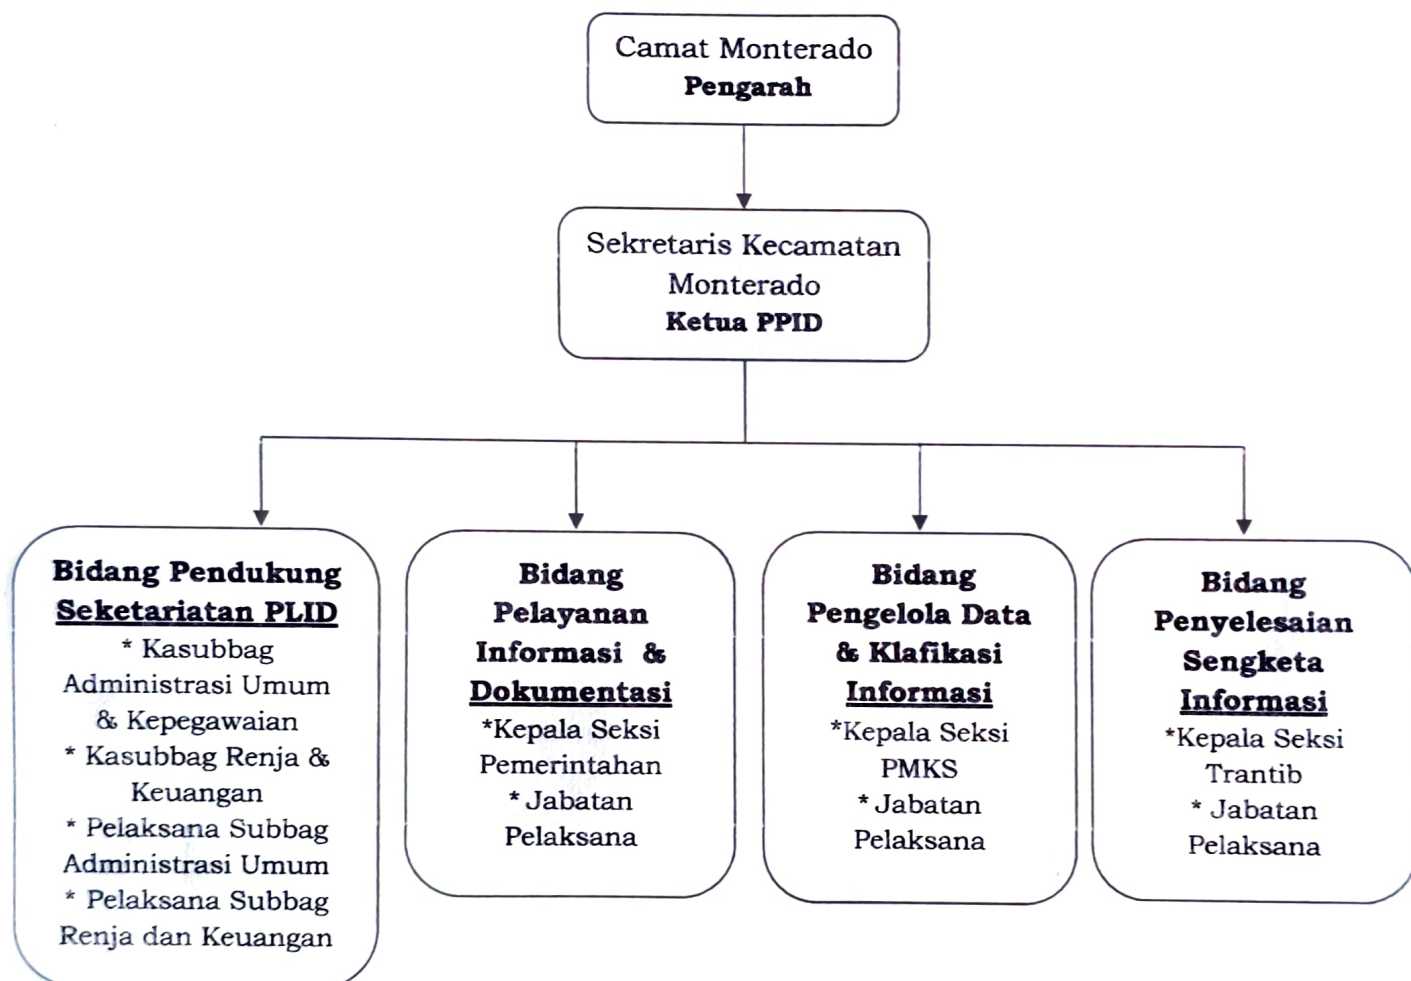 Camat Monterado
Pengarah
Sekretaris Kecamatan
Monterado
Ketua PPID
Bidang Pendukung
Seketariatan PLID
* Kasubbag
Administrasi Umum
& Kepegawaian
* Kasubbag Renja &
Keuangan
* Pelaksana Subbag
Administrasi Umum
* Pelaksana Subbag
Renja dan Keuangan
Bidang
Pelayanan
Informasi &
Dokumentasi
*Kepala Seksi
Pemerintahan
* Jabatan
Pelaksana
Bidang
Pengelola Data
& Klafikasi
Informasi
*Kepala Seksi
PMKS
* Jabatan
Pelaksana
Bidang
Penyelesaian
Sengketa
Informasi
*Kepala Seksi
Trantib
* Jabatan
Pelaksana